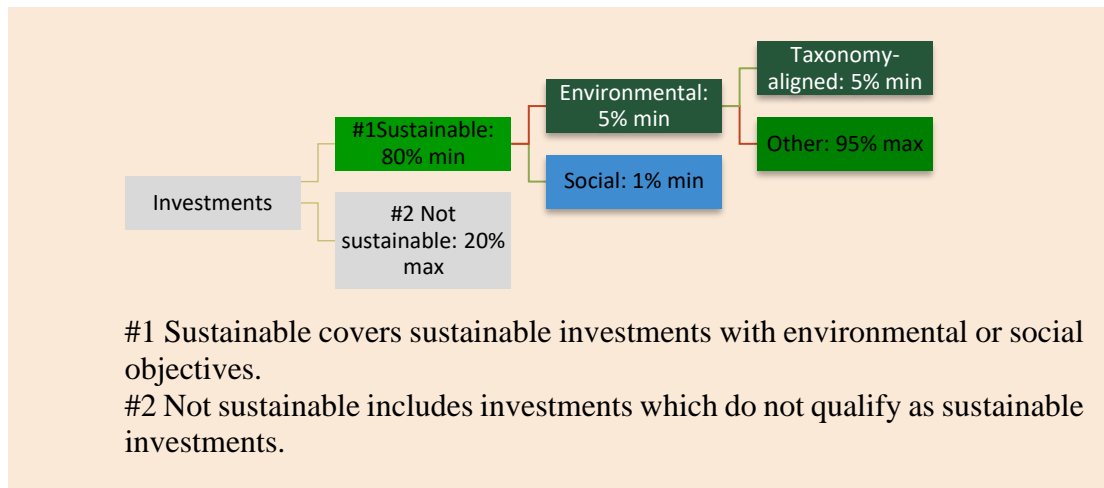 Investments
#1Sustainable:
80% min
#2 Not
sustainable: 20%
max
Environmental:
5% min
Social: 1% min
Taxonomy-
aligned: 5% min
Other: 95% max
#1 Sustainable covers sustainable investments with environmental or social
objectives.
#2 Not sustainable includes investments which do not qualify as sustainable
investments.